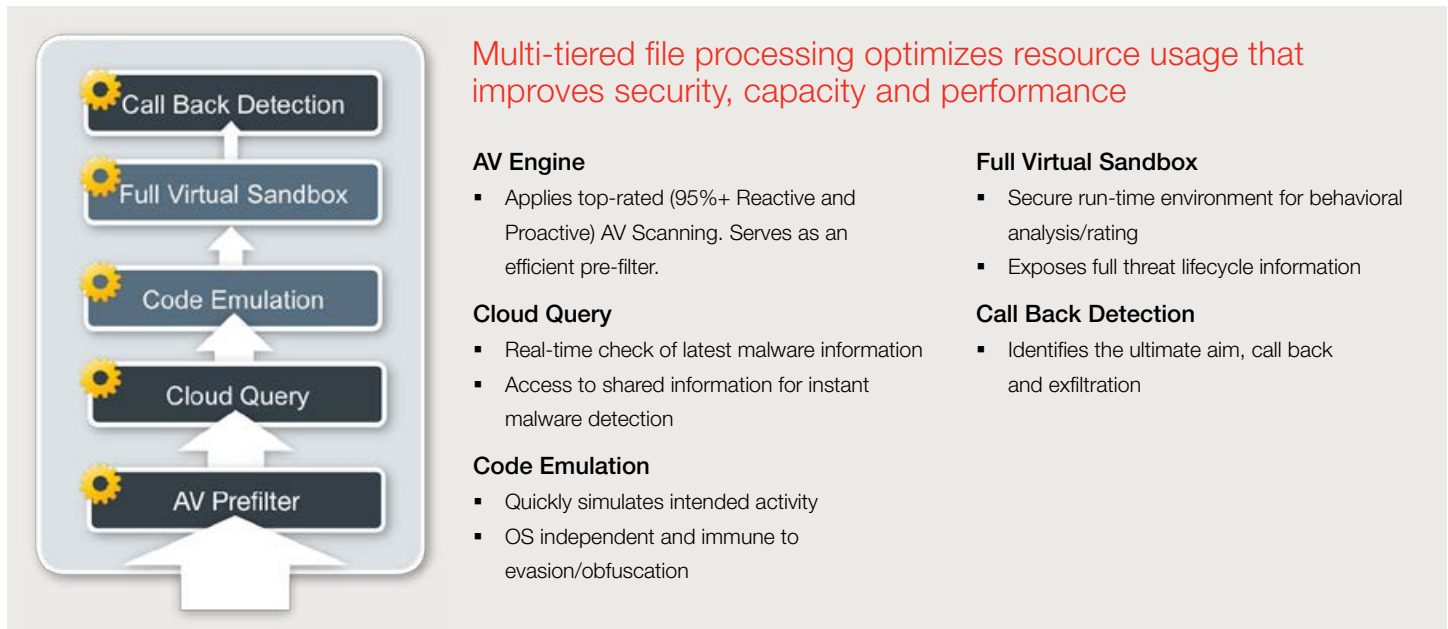 Call Back Detection
Full Virtual Sandbox
Code Emulation
Cloud Query
AV Prefilter
Multi-tiered file processing optimizes resource usage that
improves security, capacity and performance
AV Engine
▪ Applies top-rated (95%+ Reactive and
Proactive) AV Scanning. Serves as an
efficient pre-filter.
Cloud Query
▪ Real-time check of latest malware information
▪ Access to shared information for instant
malware detection
Code Emulation
▪ Quickly simulates intended activity
▪ OS independent and immune to
evasion/obfuscation
Full Virtual Sandbox
▪ Secure run-time environment for behavioral
analysis/rating
▪ Exposes full threat lifecycle information
Call Back Detection
▪ Identifies the ultimate aim, call back
and exfiltration